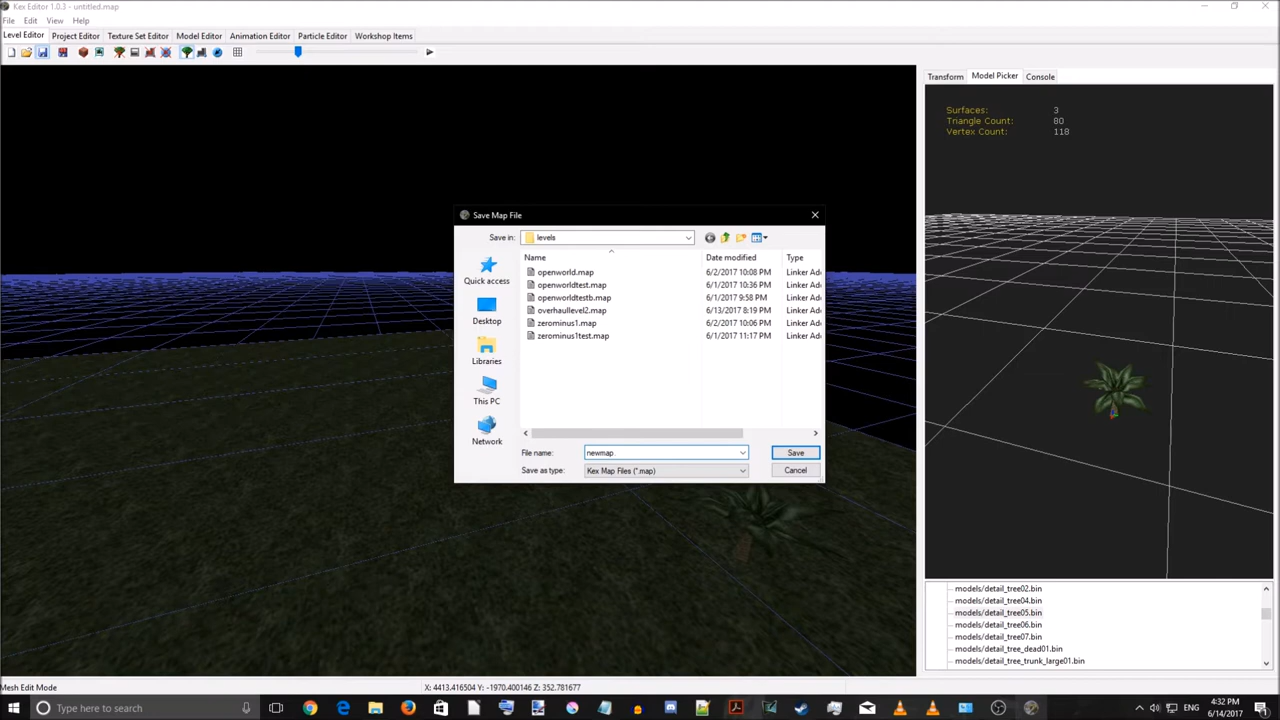 Kex Editor 1.0.3 - untitled.map
File Edit View Help
Level Editor Project Editor Texture Set Editor Model Editor Animation Editor Particle Editor Workshop Items
Transform Model Picker Console
Surfaces: 3
Triangle Count: 80
Vertex Count: 118
Save Map File
Save in: levels
Name Date modified Type
openworld.map 6/2/2017 10:08 PM Linker Add
openworldtest.map 6/1/2017 10:36 PM Linker Add
openworldtestb.map 6/1/2017 9:58 PM Linker Add
overhaullevel2.map 6/13/2017 8:19 PM Linker Add
zerominus1.map 6/2/2017 10:06 PM Linker Add
zerominus1test.map 6/1/2017 11:17 PM Linker Add
Quick access
Desktop
Libraries
This PC
Network
File name: newmap. Save
Save as type: Kex Map Files (*.map) Cancel
models/detail_tree02.bin
models/detail_tree04.bin
models/detail_tree05.bin
models/detail_tree06.bin
models/detail_tree07.bin
models/detail_tree_dead01.bin
models/detail_tree_trunk_large01.bin
Mesh Edit Mode X: 4413.416504 Y: -1970.400146 Z: 352.781677
Type here to search ENG 4:32 PM
6/14/2017